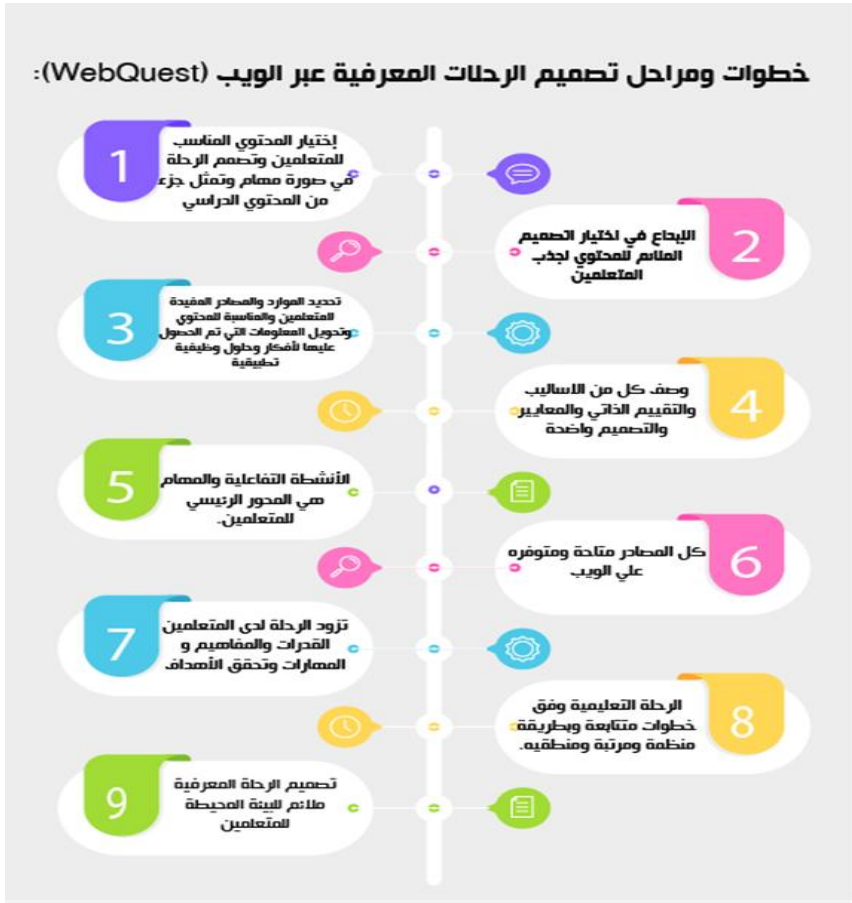 خطوات ومراحل تصميم الرحلات المعرفية عبر الويب (WebQuest):
1
إختيار المحتوي المناسب
للمتعلمين وتصمم الرحلة
في صورة مهام وتمثل جزء
من المحتوي الدراسي
2
الإبداع في اختيار التصميم
الملائم للمحتوي لجذب
المتعلمين
3
تحديد الموارد والمصادر المفيدة
للمتعلمين والمناسبة للمحتوي
وتحويل المعلومات التي تم الحصول
عليها لأفكار وحلول وظيفية
تطبيقية
4
وصف كل من الاساليب
والتقييم الذاتي والمعايير
والتصميم واضحة
5
الأنشطة التفاعلية والمهام
هي المحور الرئيسي
للمتعلمين.
6
كل المصادر متاحة ومتوفره
علي الويب
7
تزود الرحلة لدى المتعلمين
القدرات والمفاهيم و
المهارات وتحقق الأهداف
8
الرحلة التعليمية وفق
خطوات متتابعة وبطريقة
منظمة ومرتبة ومنطقيه.
9
تصميم الرحلة المعرفية
ملائم للبيئة المحيطة
للمتعلمين